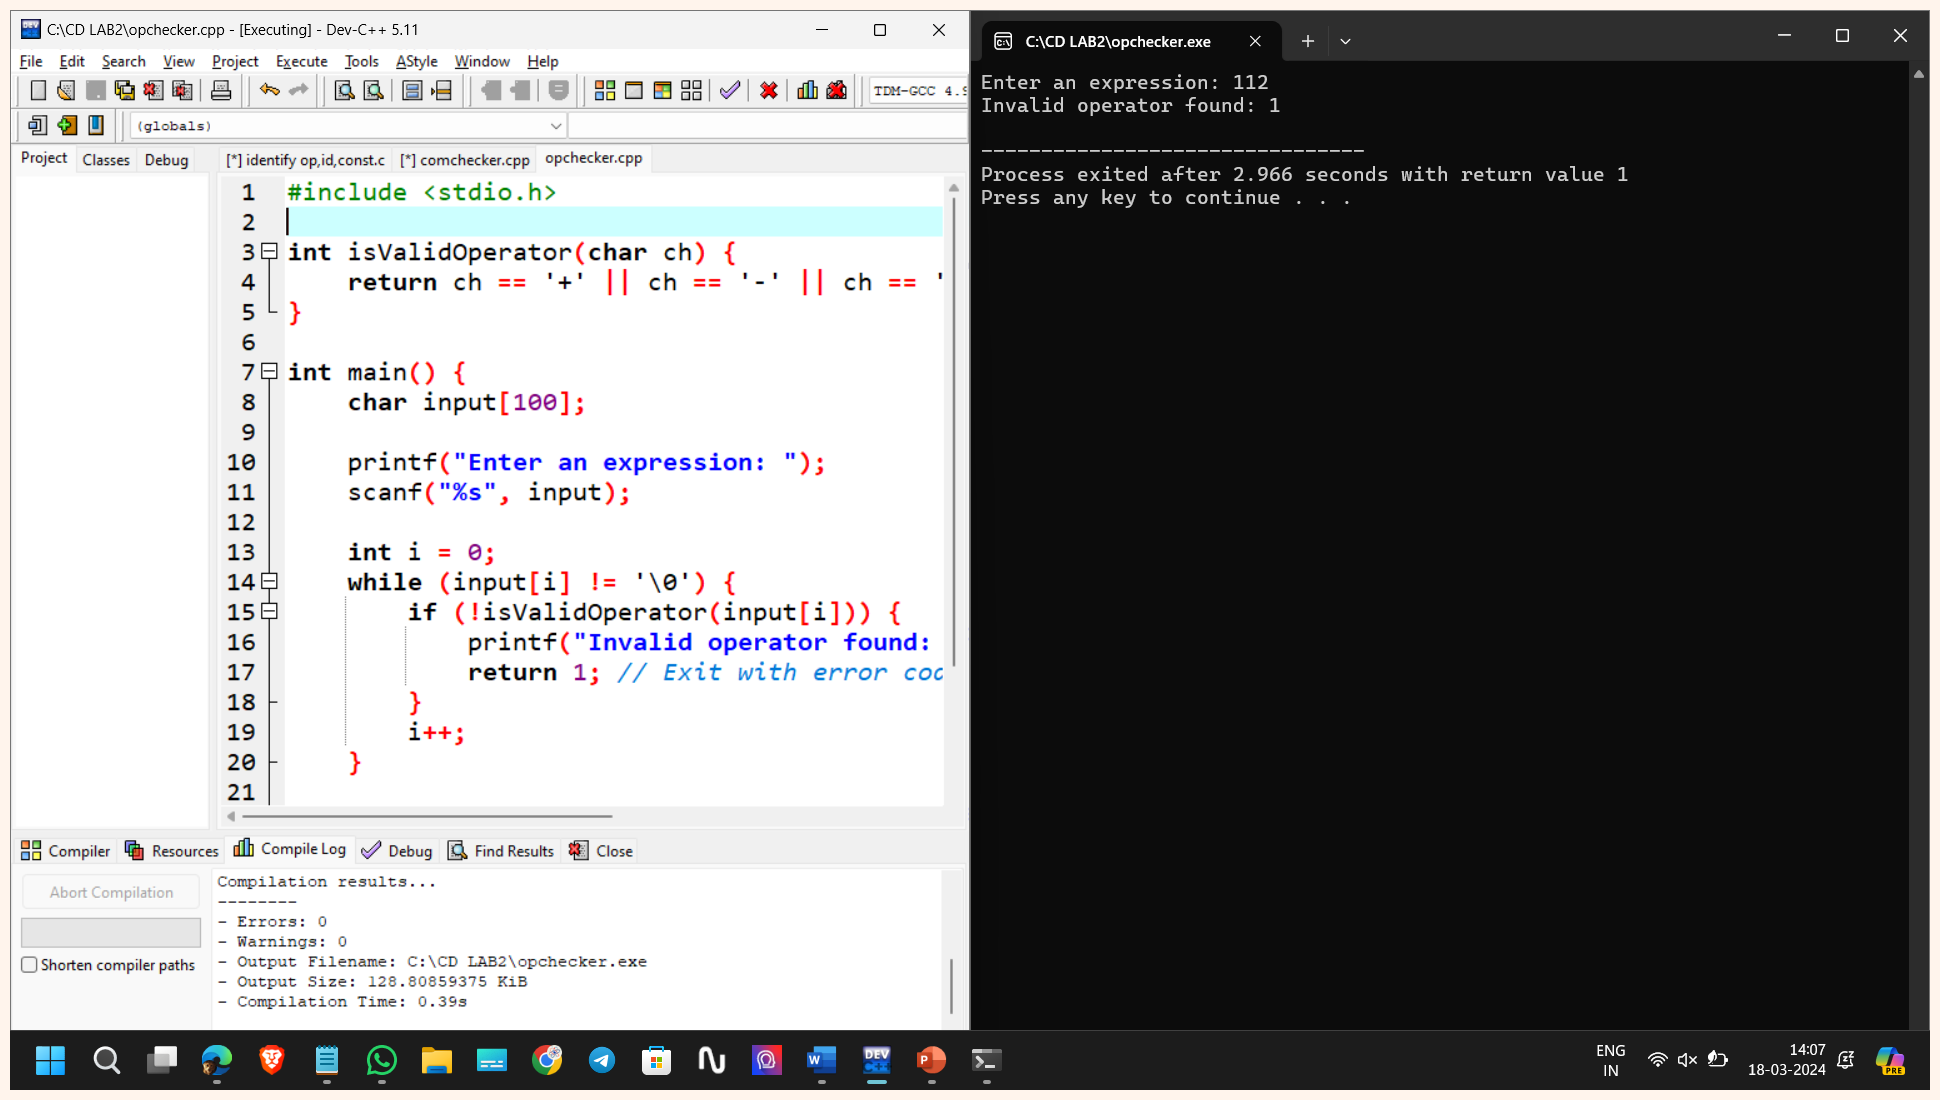 C:\CD LAB2\opchecker.cpp - [Executing] - Dev-C++ 5.11
File Edit Search View Project Execute Tools AStyle Window Help
TDM-GCC 4.9
(globals)
Project Classes Debug
[*] identify op,id,const.c [*] comchecker.cpp opchecker.cpp
1 #include <stdio.h>
2
3 int isValidOperator(char ch) {
4 return ch == '+' || ch == '-' || ch == '
5 }
6
7 int main() {
8 char input[100];
9
10 printf("Enter an expression: ");
11 scanf("%s", input);
12
13 int i = 0;
14 while (input[i] != '\0') {
15 if (!isValidOperator(input[i])) {
16 printf("Invalid operator found:
17 return 1; // Exit with error cod
18 }
19 i++;
20 }
21
Compiler Resources Compile Log Debug Find Results Close
Abort Compilation
Shorten compiler paths
Compilation results...
--------
- Errors: 0
- Warnings: 0
- Output Filename: C:\CD LAB2\opchecker.exe
- Output Size: 128.80859375 KiB
- Compilation Time: 0.39s
C:\CD LAB2\opchecker.exe
Enter an expression: 112
Invalid operator found: 1
--------------------------------
Process exited after 2.966 seconds with return value 1
Press any key to continue . . .
DEV
ENG
IN
14:07
18-03-2024
PRE